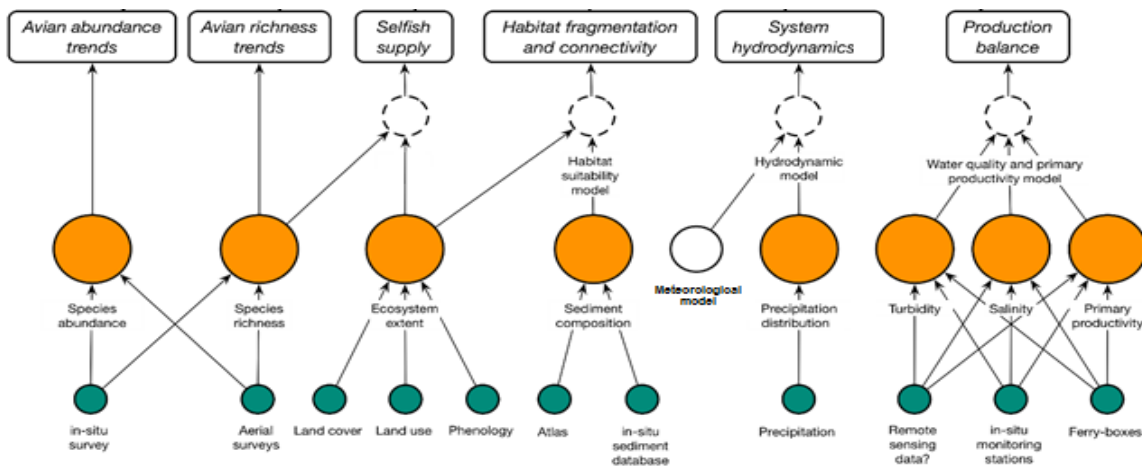 Avian abundance
trends
Avian richness
trends
Selfish
supply
Habitat fragmentation
and connectivity
System
hydrodynamics
Production
balance
Habitat
suitability
model
Hydrodynamic
model
Water quality and primary
productivity model
Meteorological
model
Species
abundance
Species
richness
Ecosystem
extent
Sediment
composition
Precipitation
distribution
Turbidity
Salinity
Primary
productivity
in-situ
survey
Aerial
surveys
Land cover
Land use
Phenology
Atlas
in-situ
sediment
database
Precipitation
Remote
sensing
data?
in-situ
monitoring
stations
Ferry-boxes